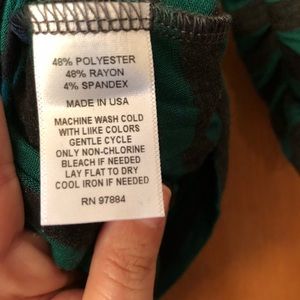 48% POLYESTER
48% RAYON
4% SPANDEX
MADE IN USA
MACHINE WASH COLD
WITH LIIKE COLORS
GENTLE CYCLE
ONLY NON-CHLORINE
BLEACH IF NEEDED
LAY FLAT TO DRY
COOL IRON IF NEEDED
RN 97884